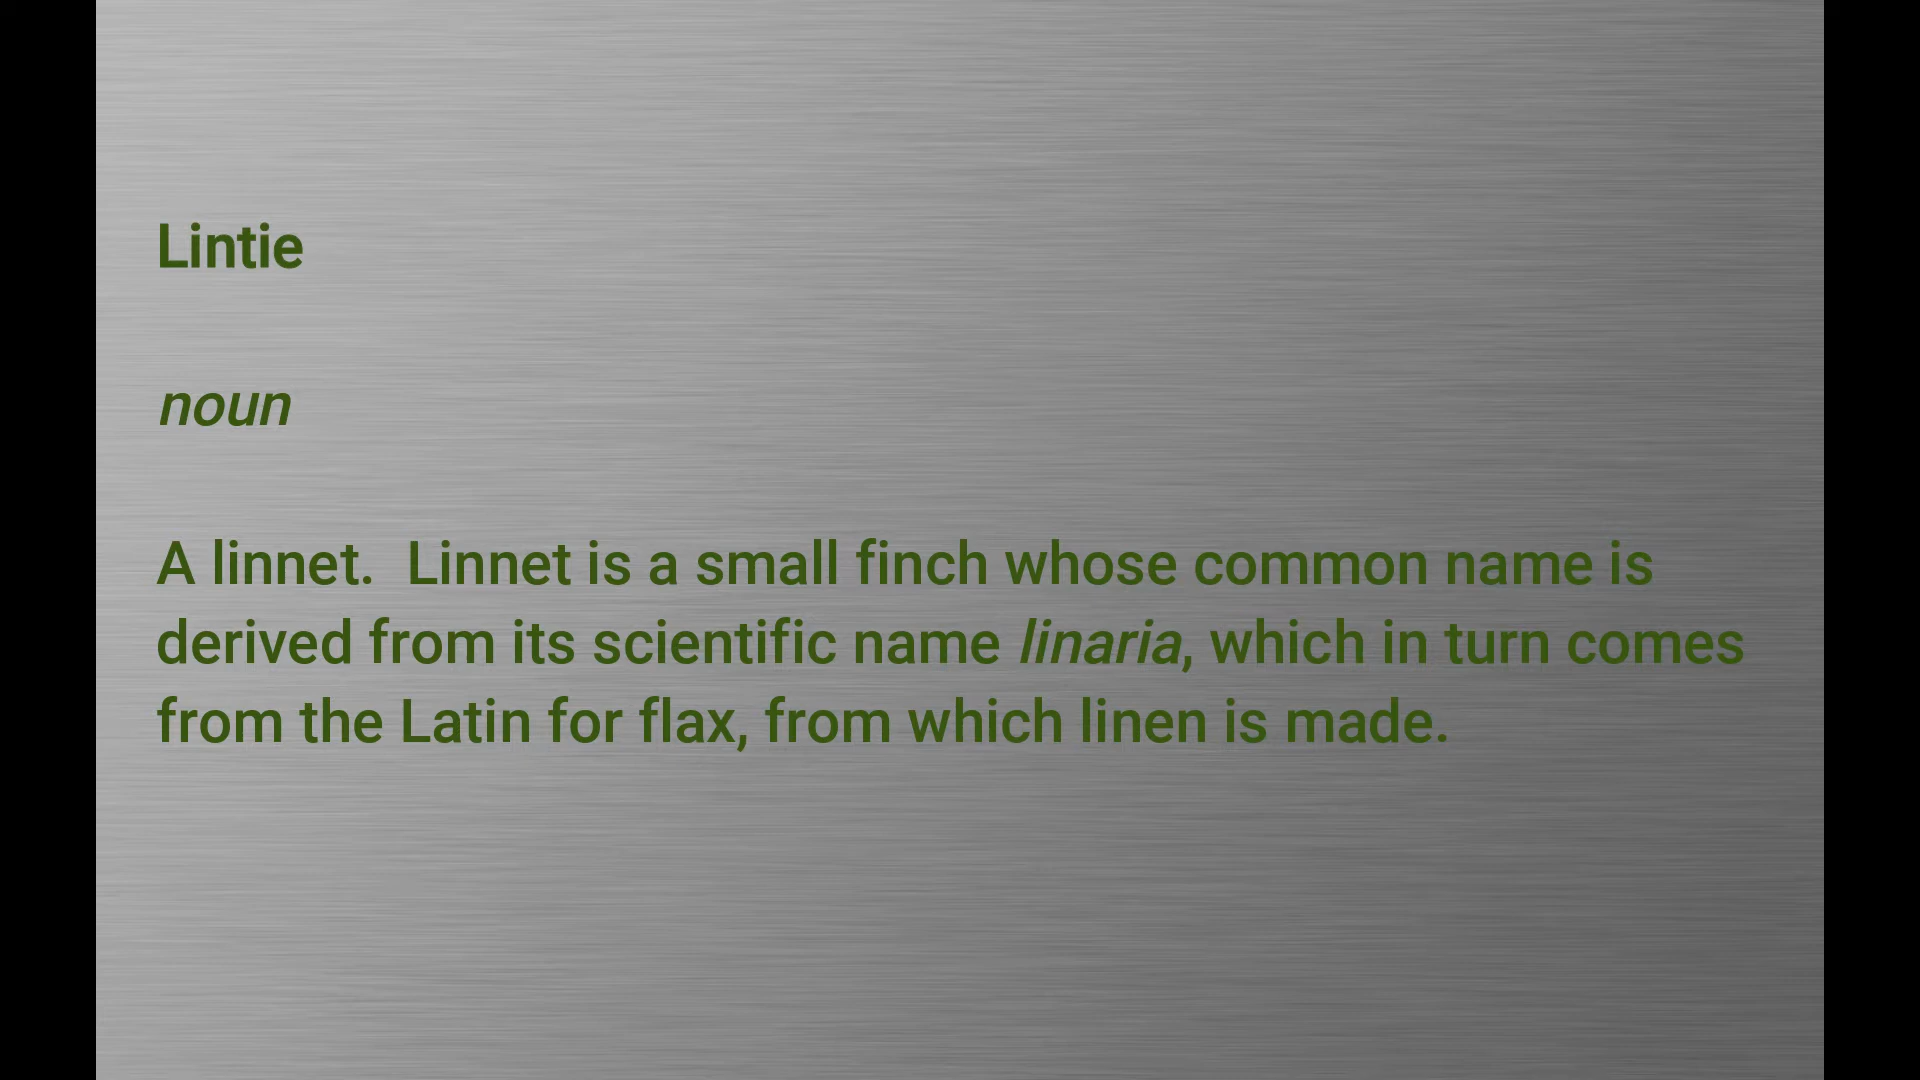 Lintie
noun
A linnet.  Linnet is a small finch whose common name is
derived from its scientific name linaria, which in turn comes
from the Latin for flax, from which linen is made.